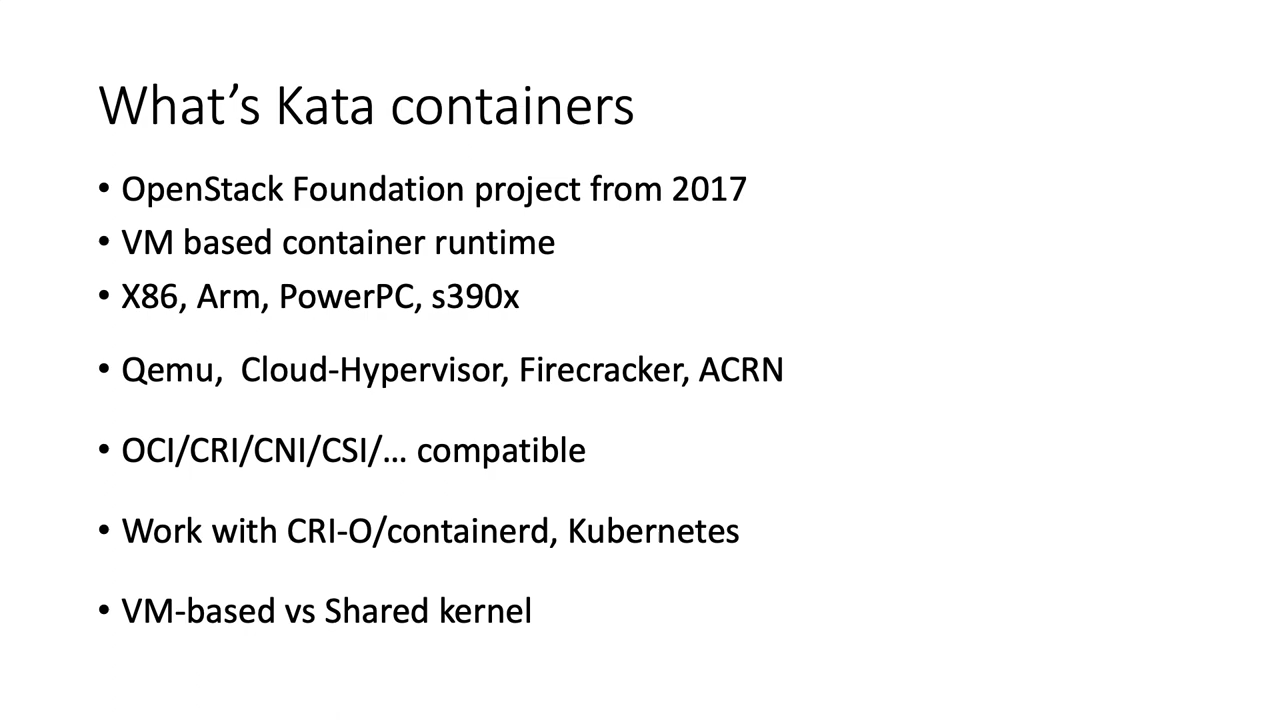 What’s Kata containers
• OpenStack Foundation project from 2017
• VM based container runtime
• X86, Arm, PowerPC, s390x
• Qemu,  Cloud-Hypervisor, Firecracker, ACRN
• OCI/CRI/CNI/CSI/... compatible
• Work with CRI-O/containerd, Kubernetes
• VM-based vs Shared kernel